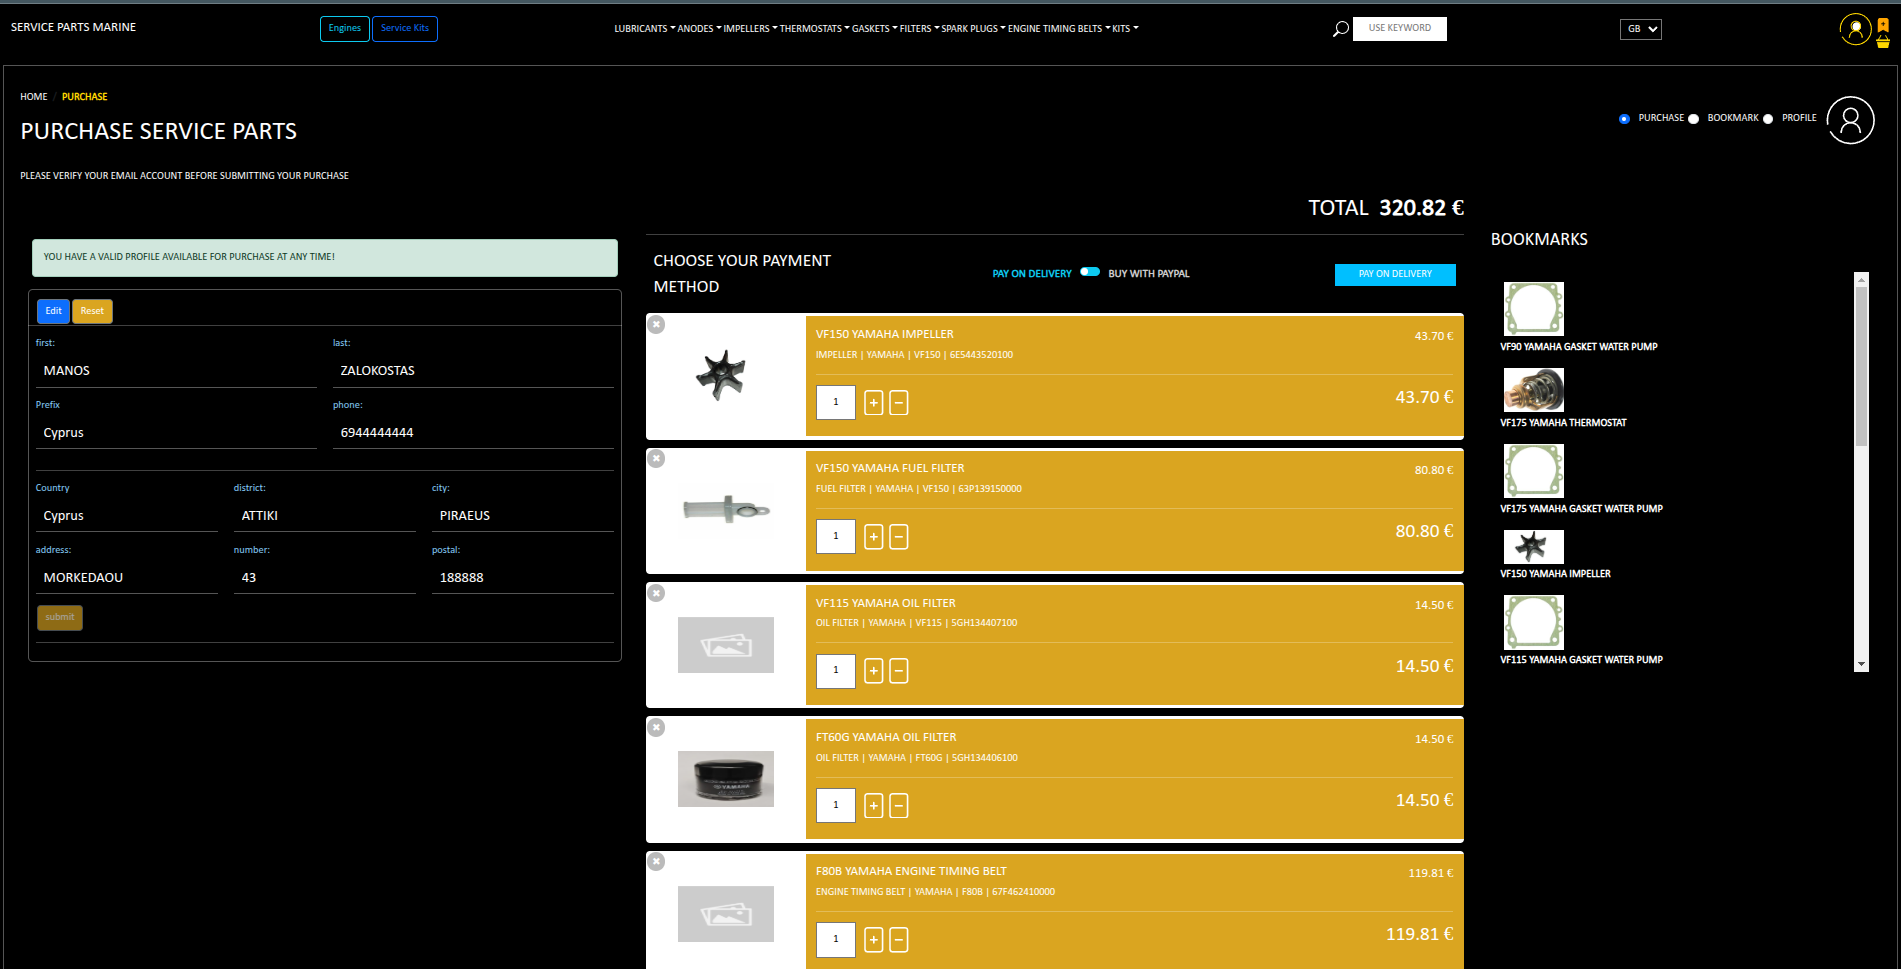 SERVICE PARTS MARINE
Engines
Service Kits
LUBRICANTS ANODES IMPELLERS THERMOSTATS GASKETS FILTERS SPARK PLUGS ENGINE TIMING BELTS KITS
USE KEYWORD
GB
HOME / PURCHASE
PURCHASE SERVICE PARTS
PURCHASE BOOKMARK PROFILE
PLEASE VERIFY YOUR EMAIL ACCOUNT BEFORE SUBMITTING YOUR PURCHASE
YOU HAVE A VALID PROFILE AVAILABLE FOR PURCHASE AT ANY TIME!
Edit
Reset
first: last:
MANOS ZALOKOSTAS
Prefix phone:
Cyprus 6944444444
Country district: city:
Cyprus ATTIKI PIRAEUS
address: number: postal:
MORKEDAOU 43 188888
submit
TOTAL 320.82 €
CHOOSE YOUR PAYMENT
METHOD
PAY ON DELIVERY BUY WITH PAYPAL
PAY ON DELIVERY
VF150 YAMAHA IMPELLER 43.70 €
IMPELLER | YAMAHA | VF150 | 6E5443520100
1 + − 43.70 €
VF150 YAMAHA FUEL FILTER 80.80 €
FUEL FILTER | YAMAHA | VF150 | 63P139150000
1 + − 80.80 €
VF115 YAMAHA OIL FILTER 14.50 €
OIL FILTER | YAMAHA | VF115 | 5GH134407100
1 + − 14.50 €
FT60G YAMAHA OIL FILTER 14.50 €
OIL FILTER | YAMAHA | FT60G | 5GH134406100
YAMAHA
1 + − 14.50 €
F80B YAMAHA ENGINE TIMING BELT 119.81 €
ENGINE TIMING BELT | YAMAHA | F80B | 67F462410000
1 + − 119.81 €
BOOKMARKS
VF90 YAMAHA GASKET WATER PUMP
VF175 YAMAHA THERMOSTAT
VF175 YAMAHA GASKET WATER PUMP
VF150 YAMAHA IMPELLER
VF115 YAMAHA GASKET WATER PUMP